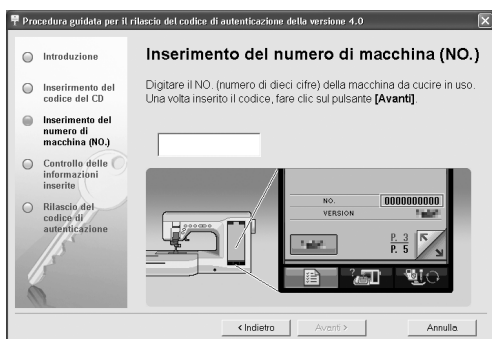 Procedura guidata per il rilascio del codice di autenticazione della versione 4.0
Introduzione
Inserirmento del
codice del CD
Inserimento del
numero di
macchina (NO.)
Controllo delle
informazioni
inserite
Rilascio del
codice di
autenticazione
Inserimento del numero di macchina (NO.)
Digitare il NO. (numero di dieci cifre) della macchina da cucire in uso.
Una volta inserito il codice, fare clic sul pulsante [Avanti].
NO. 0000000000
VERSION
P. 3
P. 5
< Indietro
Avanti >
Annulla